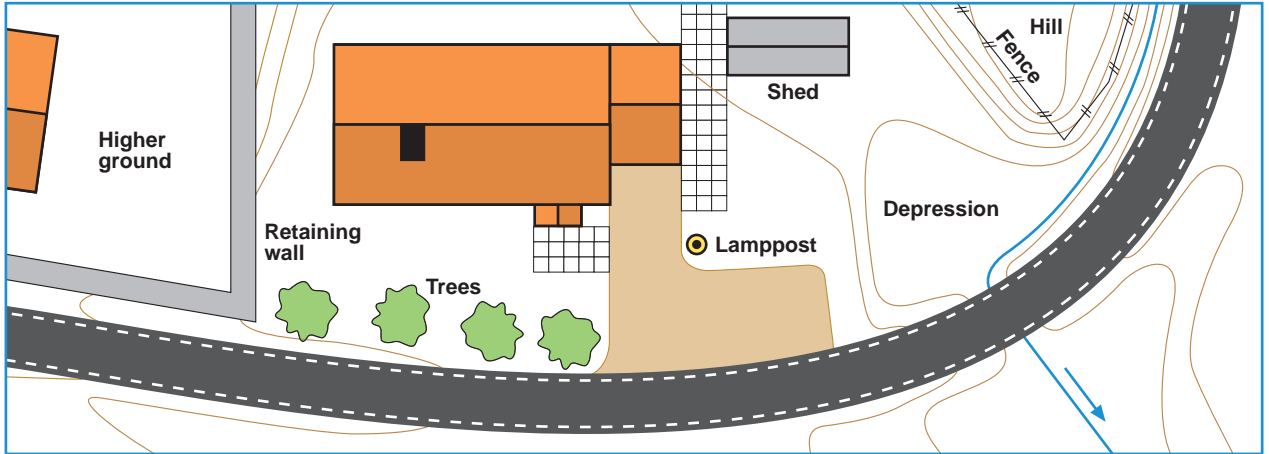 Hill
Fence
Shed
Higher
ground
Depression
Retaining
wall
Lamppost
Trees